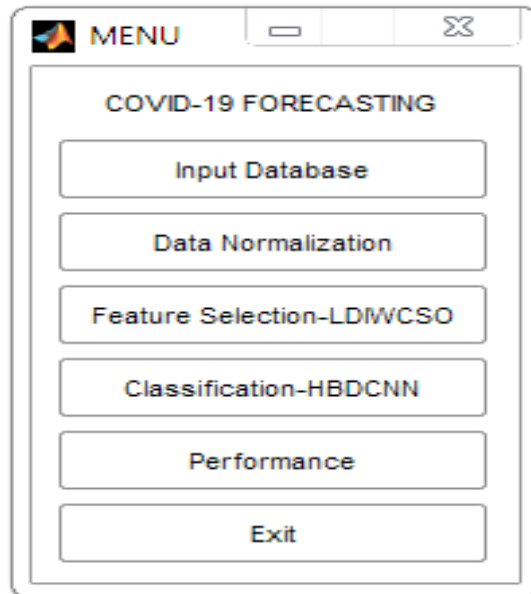 MENU
COVID-19 FORECASTING
Input Database
Data Normalization
Feature Selection-LDIWCSO
Classification-HBDCNN
Performance
Exit